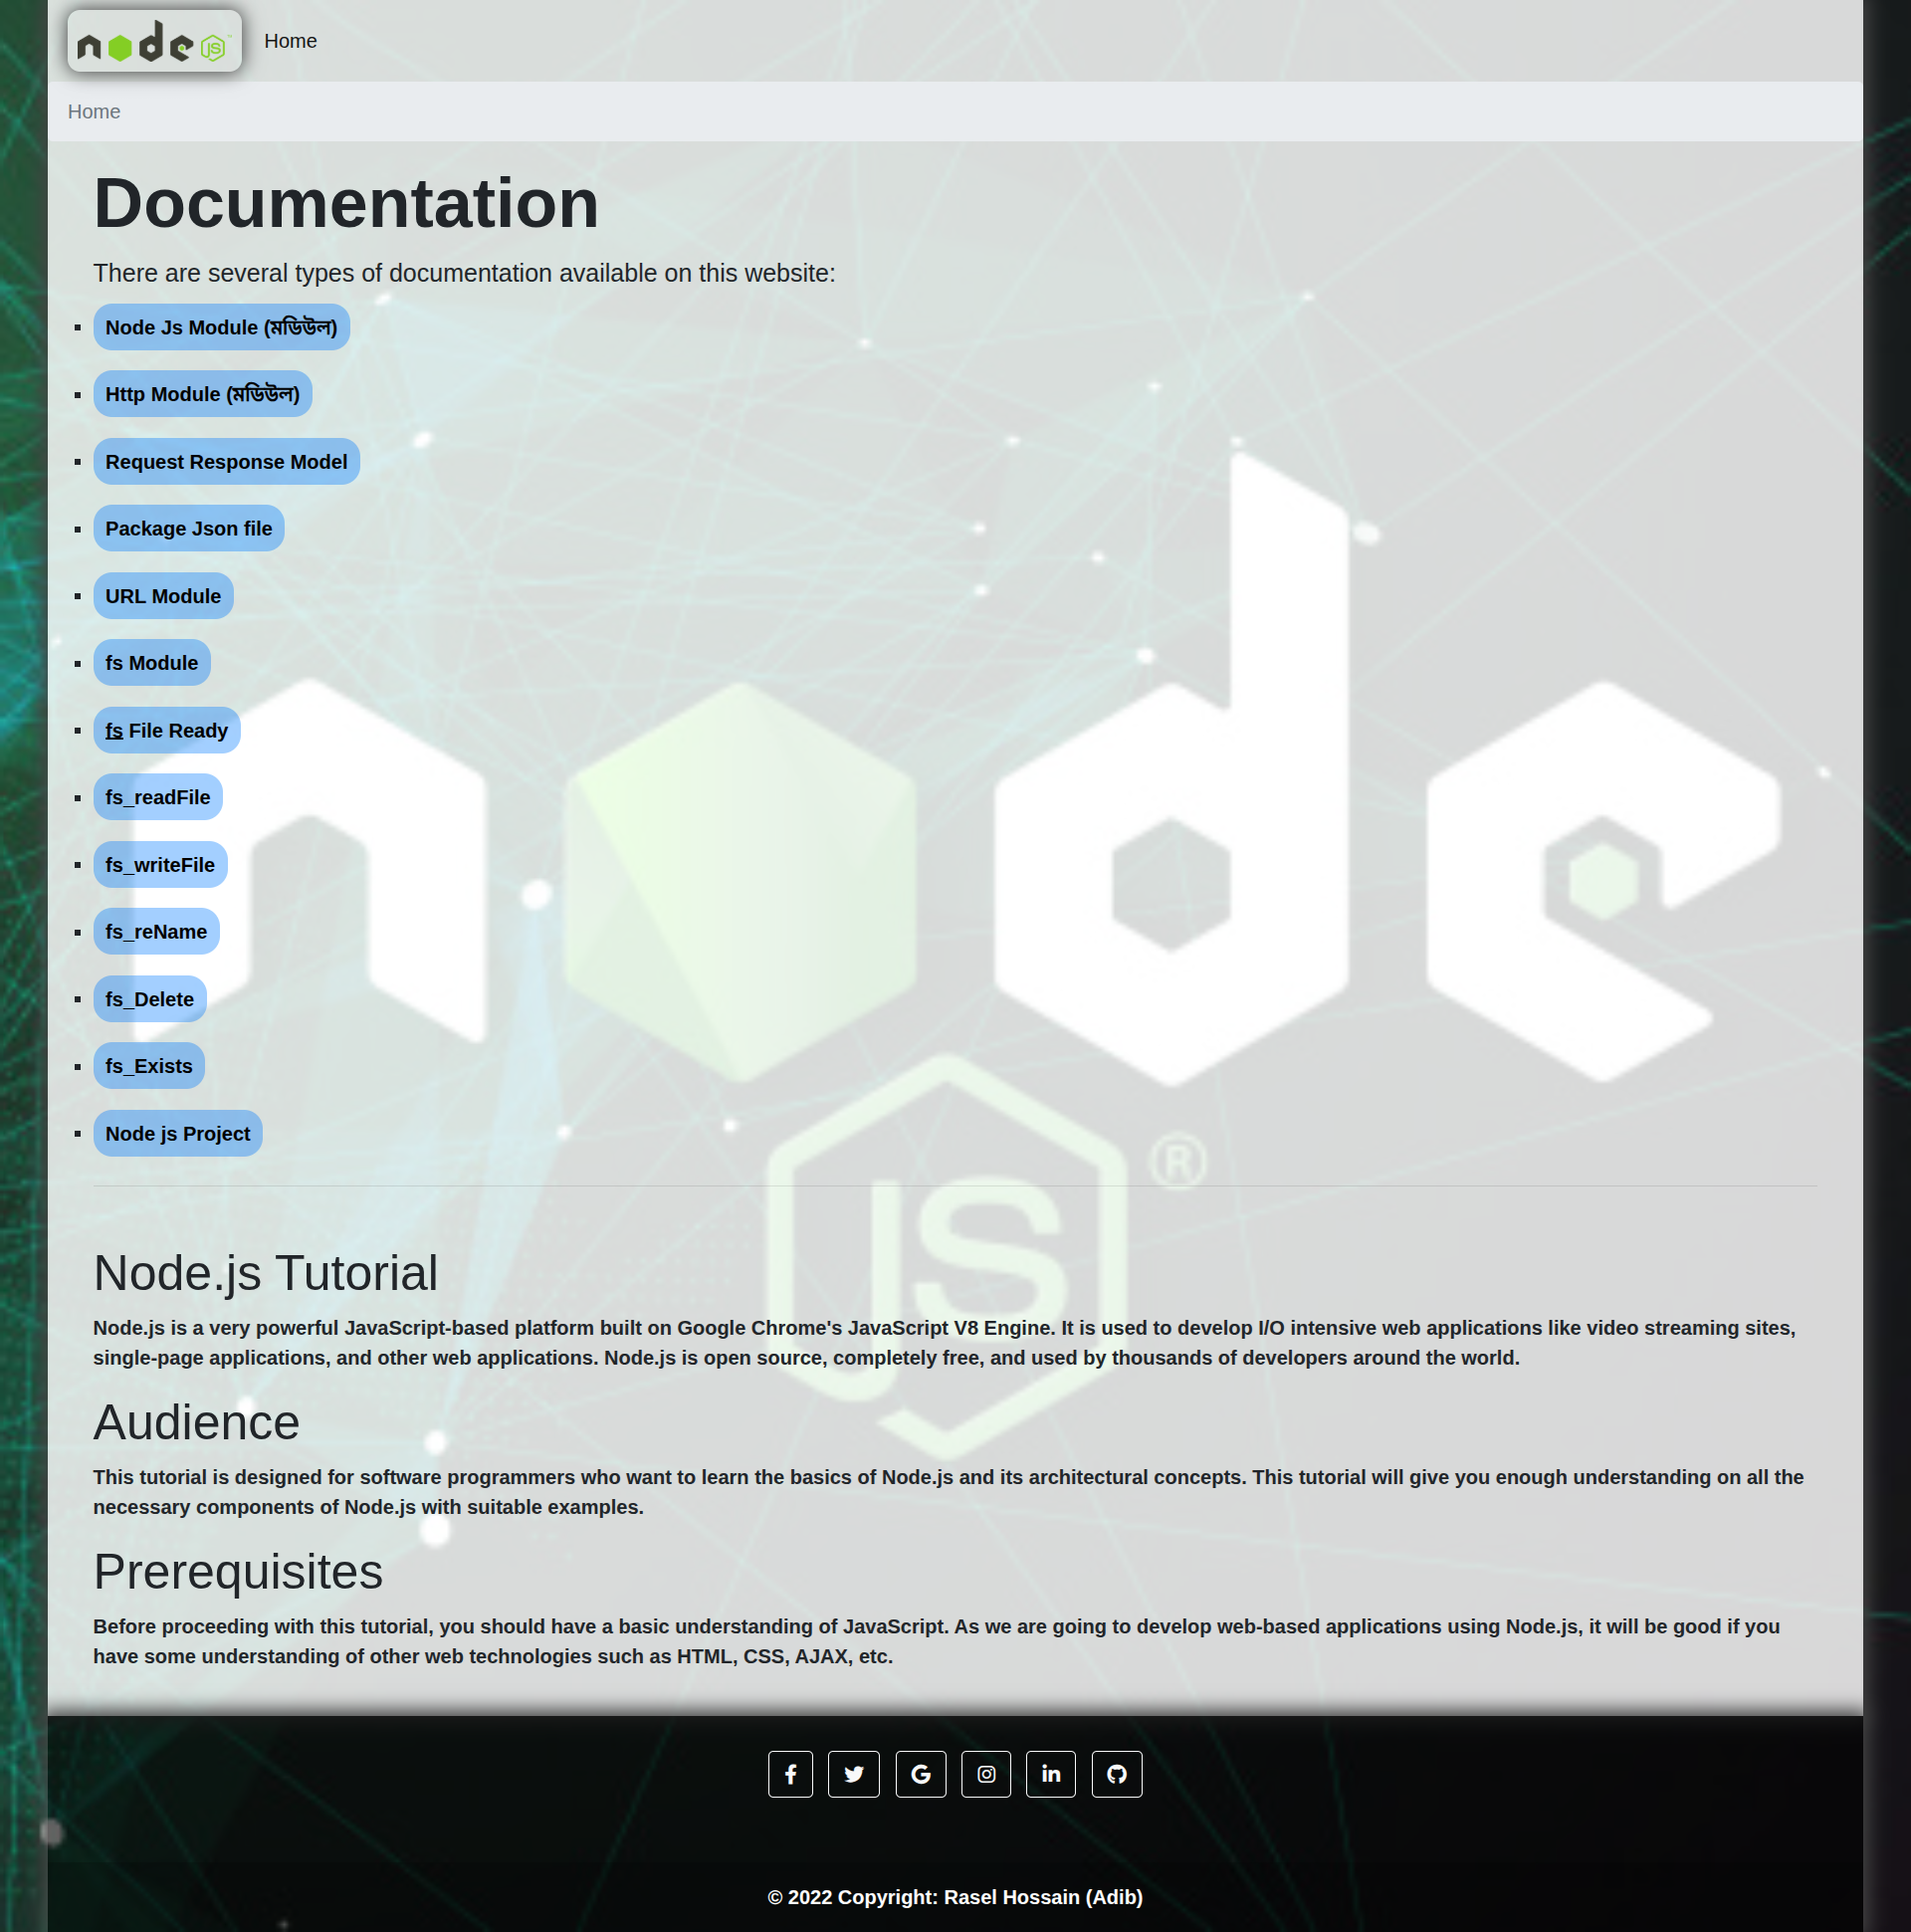 node JS
Home
Home
Documentation
There are several types of documentation available on this website:
Node Js Module (মডিউল)
Http Module (মডিউল)
Request Response Model
Package Json file
URL Module
fs Module
fs File Ready
fs_readFile
fs_writeFile
fs_reName
fs_Delete
fs_Exists
Node js Project
node
JS ®
Node.js Tutorial
Node.js is a very powerful JavaScript-based platform built on Google Chrome's JavaScript V8 Engine. It is used to develop I/O intensive web applications like video streaming sites,
single-page applications, and other web applications. Node.js is open source, completely free, and used by thousands of developers around the world.
Audience
This tutorial is designed for software programmers who want to learn the basics of Node.js and its architectural concepts. This tutorial will give you enough understanding on all the
necessary components of Node.js with suitable examples.
Prerequisites
Before proceeding with this tutorial, you should have a basic understanding of JavaScript. As we are going to develop web-based applications using Node.js, it will be good if you
have some understanding of other web technologies such as HTML, CSS, AJAX, etc.
© 2022 Copyright: Rasel Hossain (Adib)